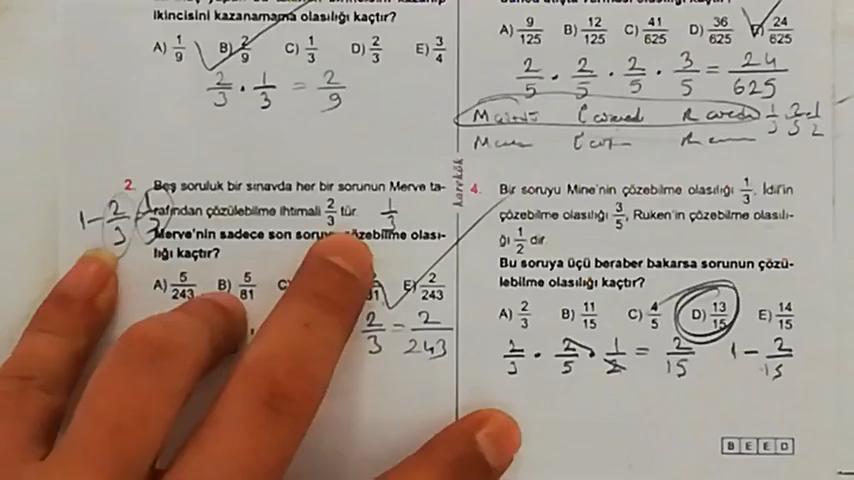 ikincisini kazanamama olasılığı kaçtır?
A) 1/9 B) 2/9 C) 1/3 D) 2/3 E) 3/4
2/3 · 1/3 = 2/9
2. Beş soruluk bir sınavda her bir sorunun Merve ta-
rafından çözülebilme ihtimali 2/3 tür. 1/3
1 - 2/3 = 1/3
Merve'nin sadece son soruyu çözebilme olası-
lığı kaçtır?
A) 5/243 B) 5/81 E) 2/243
2/3 = 2/243
karekök
A) 9/125 B) 12/125 C) 41/625 D) 36/625 24/625
2/5 · 2/5 · 2/5 · 3/5 = 24/625
4. Bir soruyu Mine'nin çözebilme olasılığı 1/3, İdil'in
çözebilme olasılığı 3/5, Ruken'in çözebilme olasılı-
ğı 1/2 dir.
Bu soruya üçü beraber bakarsa sorunun çözü-
lebilme olasılığı kaçtır?
A) 2/3 B) 11/15 C) 4/5 D) 13/15 E) 14/15
2/3 · 2/5 · 1/2 = 2/15 1 - 2/15
B E E D